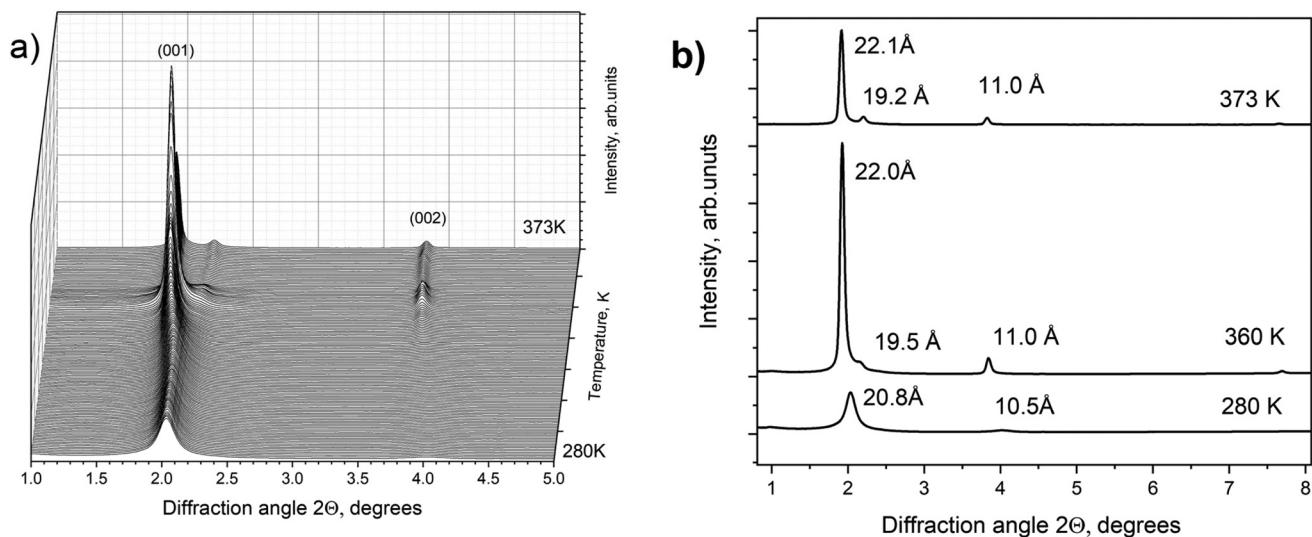 a)
(001)
(002)
373K
280K
Intensity, arb.units
Temperature, K
1.0 1.5 2.0 2.5 3.0 3.5 4.0 4.5 5.0
Diffraction angle 2Θ, degrees
b)
22.1Å
19.2 Å
11.0 Å
373 K
22.0Å
19.5 Å
11.0 Å
360 K
20.8Å
10.5Å
280 K
Intensity, arb.unuts
1 2 3 4 5 6 7 8
Diffraction angle 2Θ, degrees